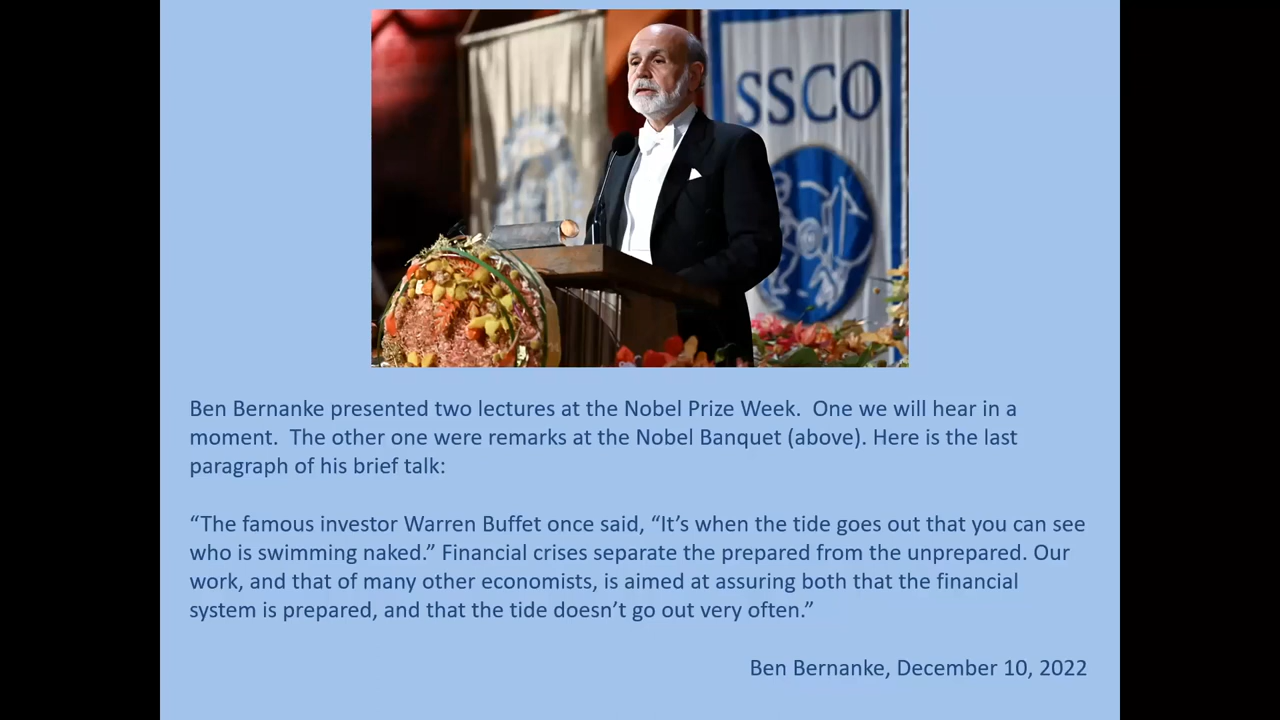 SSCO
Ben Bernanke presented two lectures at the Nobel Prize Week.  One we will hear in a
moment.  The other one were remarks at the Nobel Banquet (above). Here is the last
paragraph of his brief talk:
“The famous investor Warren Buffet once said, “It’s when the tide goes out that you can see
who is swimming naked.” Financial crises separate the prepared from the unprepared. Our
work, and that of many other economists, is aimed at assuring both that the financial
system is prepared, and that the tide doesn’t go out very often.”
Ben Bernanke, December 10, 2022